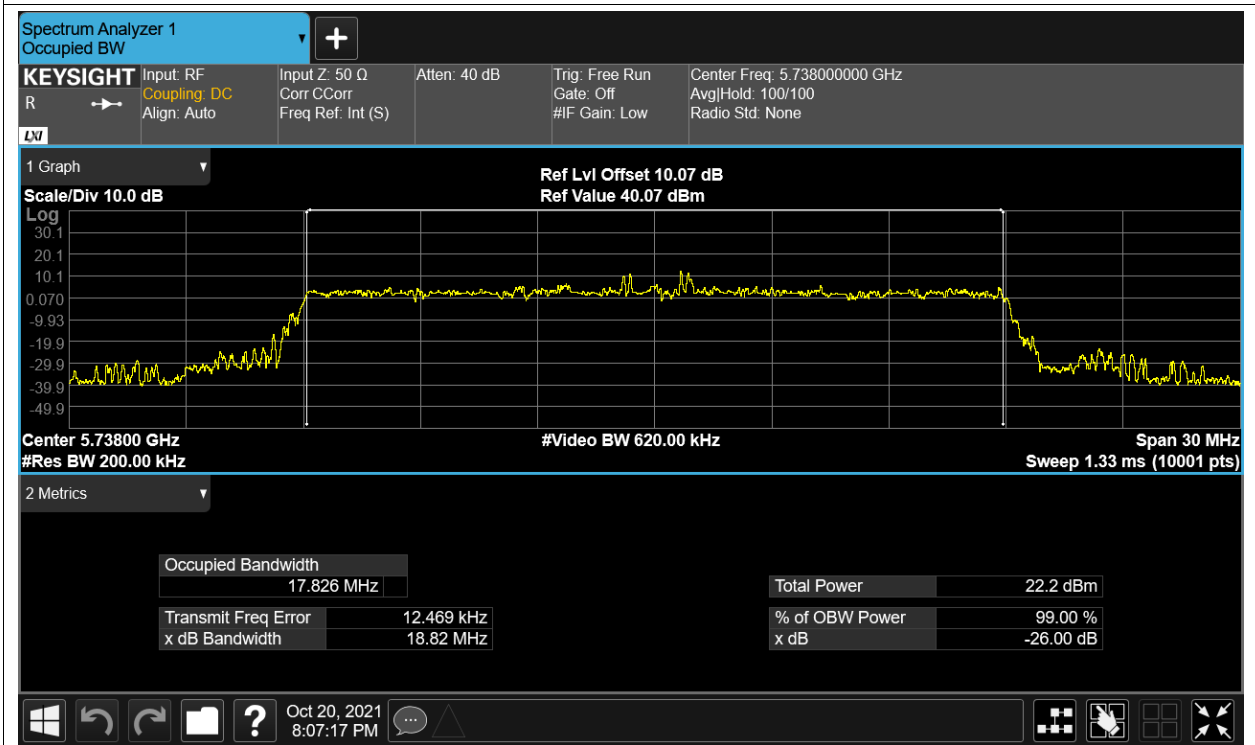 Spectrum Analyzer 1
Occupied BW
KEYSIGHT Input: RF Input Z: 50 Ω Atten: 40 dB Trig: Free Run Center Freq: 5.738000000 GHz
R Coupling: DC Corr CCorr Gate: Off Avg|Hold: 100/100
Align: Auto Freq Ref: Int (S) #IF Gain: Low Radio Std: None
LXI
1 Graph
Ref Lvl Offset 10.07 dB
Scale/Div 10.0 dB Ref Value 40.07 dBm
Log
30.1
20.1
10.1
0.070
-9.93
-19.9
-29.9
-39.9
-49.9
Center 5.73800 GHz #Video BW 620.00 kHz Span 30 MHz
#Res BW 200.00 kHz Sweep 1.33 ms (10001 pts)
2 Metrics
Occupied Bandwidth
17.826 MHz Total Power 22.2 dBm
Transmit Freq Error 12.469 kHz % of OBW Power 99.00 %
x dB Bandwidth 18.82 MHz x dB -26.00 dB
? Oct 20, 2021
8:07:17 PM